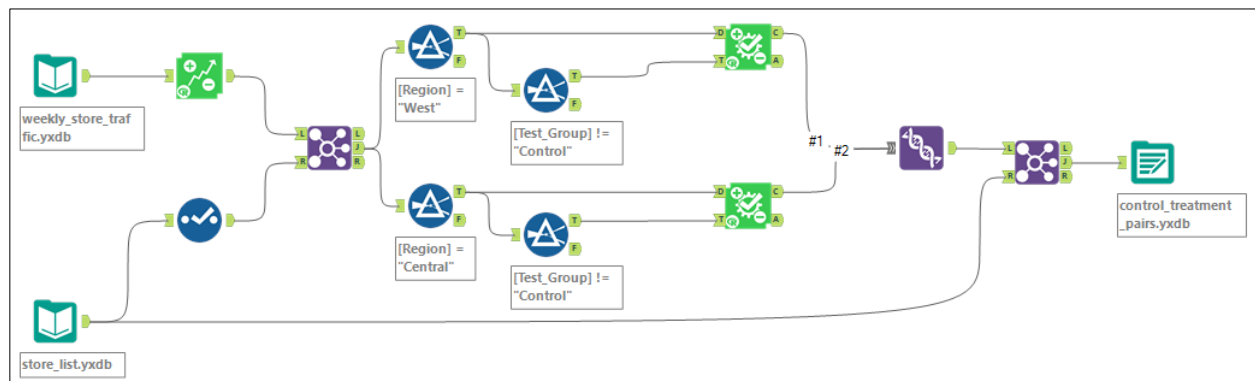 weekly_store_traf
fic.yxdb
L
R
L
J
R
[Region] =
"West"
T
F
[Test_Group] !=
"Control"
T
F
D
T
C
A
[Region] =
"Central"
T
F
[Test_Group] !=
"Control"
T
F
D
T
C
A
#1
#2
L
R
L
J
R
control_treatment
_pairs.yxdb
store_list.yxdb